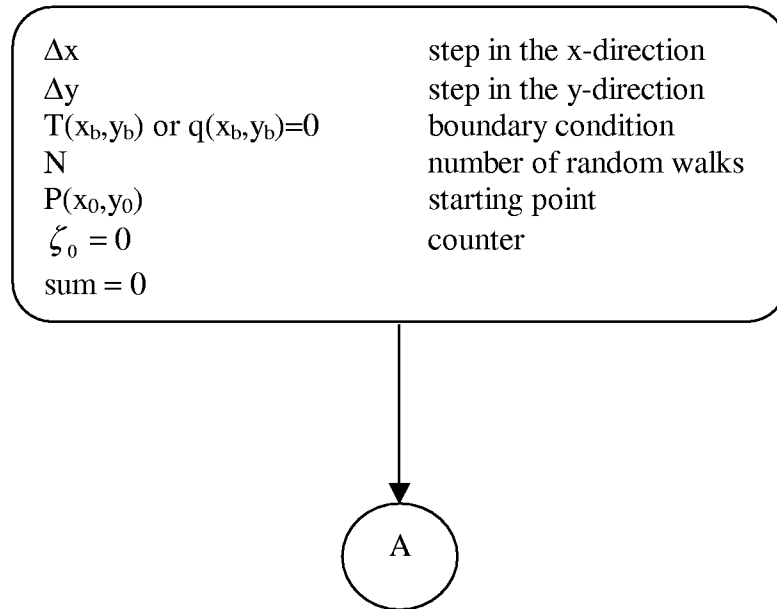 Δx step in the x-direction
Δy step in the y-direction
T(x_b,y_b) or q(x_b,y_b)=0 boundary condition
N number of random walks
P(x_0,y_0) starting point
ζ_0 = 0 counter
sum = 0
A